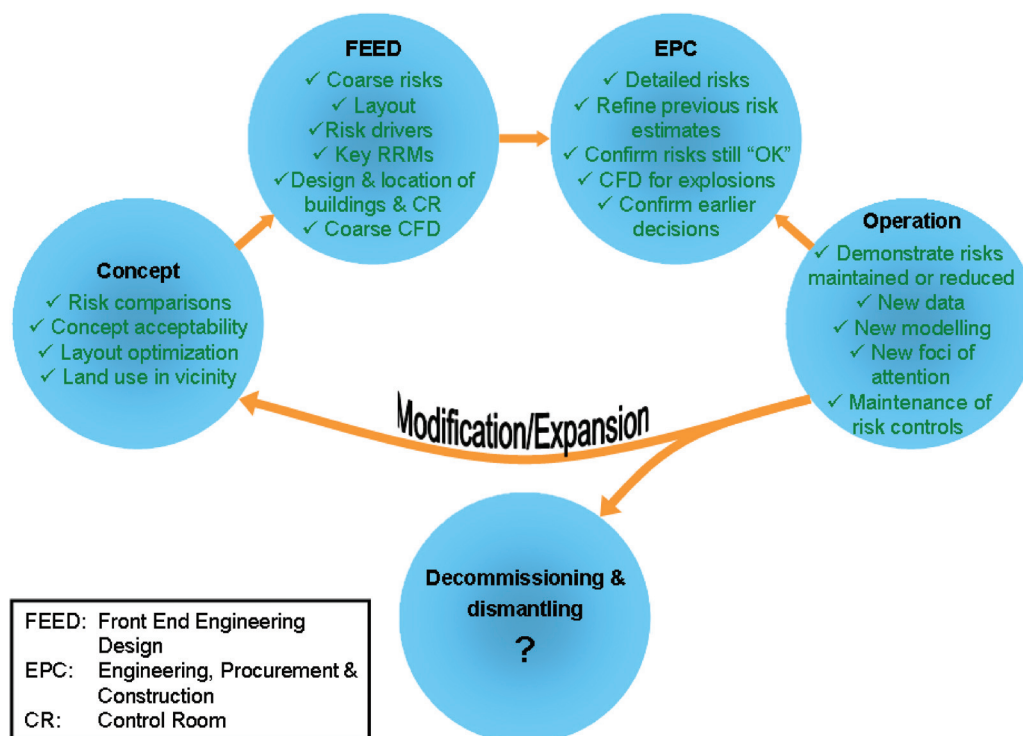 FEED
✓ Coarse risks
✓ Layout
✓ Risk drivers
✓ Key RRMs
✓ Design & location of
buildings & CR
✓ Coarse CFD
EPC
✓ Detailed risks
✓ Refine previous risk
estimates
✓ Confirm risks still “OK”
✓ CFD for explosions
✓ Confirm earlier
decisions
Concept
✓ Risk comparisons
✓ Concept acceptability
✓ Layout optimization
✓ Land use in vicinity
Operation
✓ Demonstrate risks
maintained or reduced
✓ New data
✓ New modelling
✓ New foci of
attention
✓ Maintenance of
risk controls
Modification/Expansion
Decommissioning &
dismantling
?
FEED: Front End Engineering
Design
EPC: Engineering, Procurement &
Construction
CR: Control Room